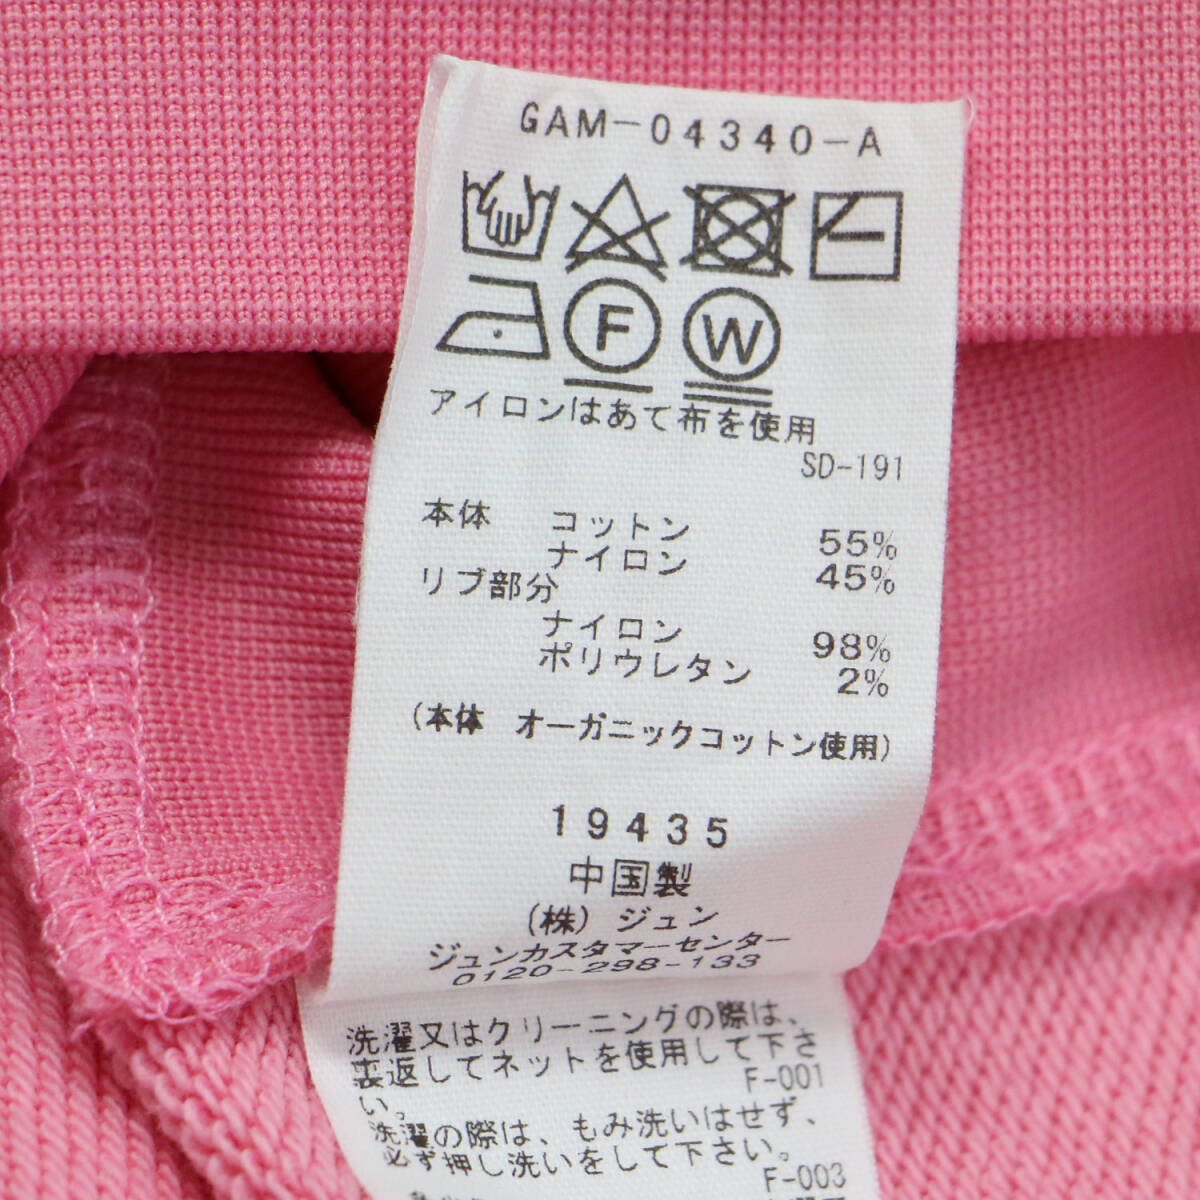 GAM-04340-A
F
W
アイロンはあて布を使用
SD-191
本体 コットン 55%
ナイロン 45%
リブ部分
ナイロン 98%
ポリウレタン 2%
(本体 オーガニックコットン使用)
19435
中国製
(株) ジュン
ジュンカスタマーセンター
0120-298-133
洗濯又はクリーニングの際は、
裏返してネットを使用して下さ
い。 F-001
洗濯の際は、もみ洗いはせず、
必ず押し洗いをして下さい。
F-003